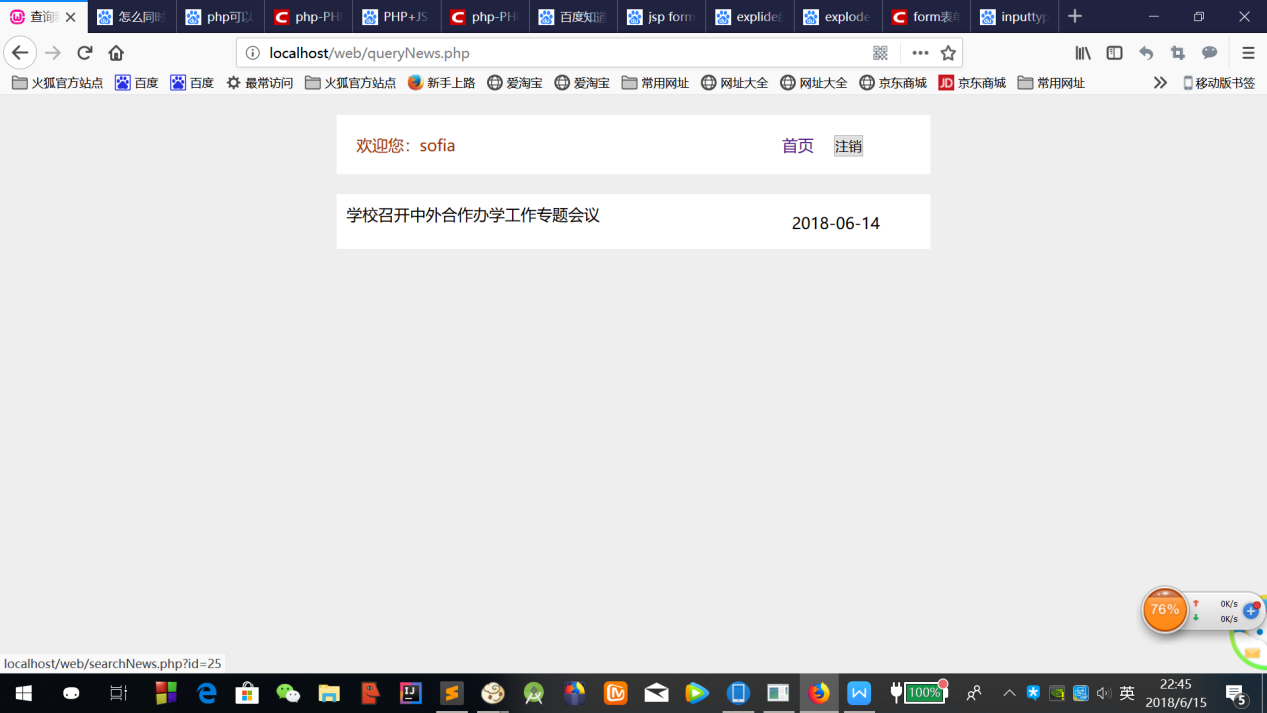 查询 怎么同时 php可以 php-PH PHP+JS php-PH 百度知道 jsp form explide explode form表单 inputtyp
localhost/web/queryNews.php
火狐官方站点 百度 百度 最常访问 火狐官方站点 新手上路 爱淘宝 爱淘宝 常用网址 网址大全 网址大全 京东商城 JD 京东商城 常用网址 移动版书签
欢迎您：sofia 首页 注销
学校召开中外合作办学工作专题会议
2018-06-14
76% 0K/s
0K/s
localhost/web/searchNews.php?id=25
100% 英 22:45
2018/6/15 5